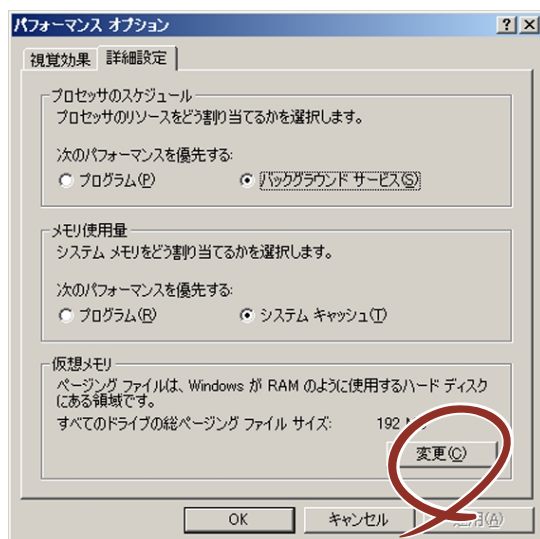 パフォーマンス オプション
視覚効果 詳細設定
プロセッサのスケジュール
プロセッサのリソースをどう割り当てるかを選択します。
次のパフォーマンスを優先する:
プログラム(P) バックグラウンド サービス(S)
メモリ使用量
システム メモリをどう割り当てるかを選択します。
次のパフォーマンスを優先する:
プログラム(R) システム キャッシュ(T)
仮想メモリ
ページング ファイルは、Windows が RAM のように使用するハード ディスク
にある領域です。
すべてのドライブの総ページング ファイル サイズ: 192
変更(C)
OK キャンセル